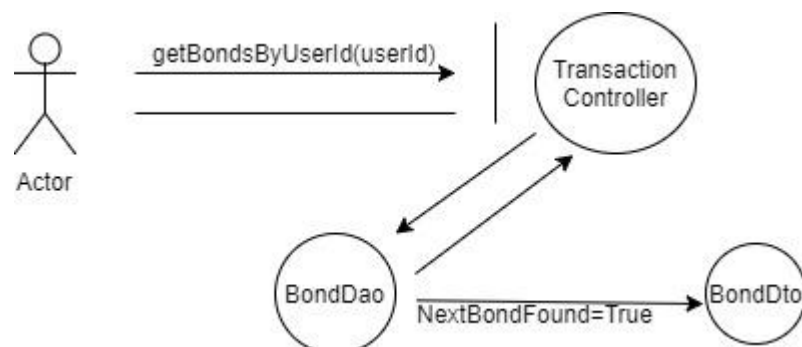 getBondsByUserId(userId)
Transaction
Controller
Actor
BondDao
BondDto
NextBondFound=True